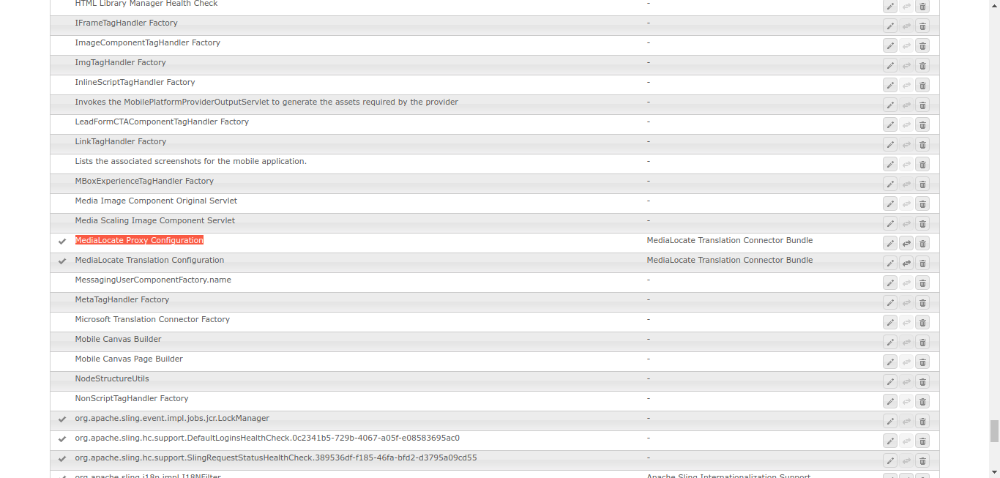 HTML Library Manager Health Check -
IFrameTagHandler Factory -
ImageComponentTagHandler Factory -
ImgTagHandler Factory -
InlineScriptTagHandler Factory -
Invokes the MobilePlatformProviderOutputServlet to generate the assets required by the provider -
LeadFormCTAComponentTagHandler Factory -
LinkTagHandler Factory -
Lists the associated screenshots for the mobile application. -
MBoxExperienceTagHandler Factory -
Media Image Component Original Servlet -
Media Scaling Image Component Servlet -
MediaLocate Proxy Configuration MediaLocate Translation Connector Bundle
MediaLocate Translation Configuration MediaLocate Translation Connector Bundle
MessagingUserComponentFactory.name -
MetaTagHandler Factory -
Microsoft Translation Connector Factory -
Mobile Canvas Builder -
Mobile Canvas Page Builder -
NodeStructureUtils -
NonScriptTagHandler Factory -
org.apache.sling.event.impl.jobs.jcr.LockManager -
org.apache.sling.hc.support.DefaultLoginsHealthCheck.0c2341b5-729b-4067-a05f-e08583695ac0 -
org.apache.sling.hc.support.SlingRequestStatusHealthCheck.389536df-f185-46fa-bfd2-d3795a09cd55 -
org.apache.sling.i18n.impl.I18NFilter Apache Sling Internationalization Support